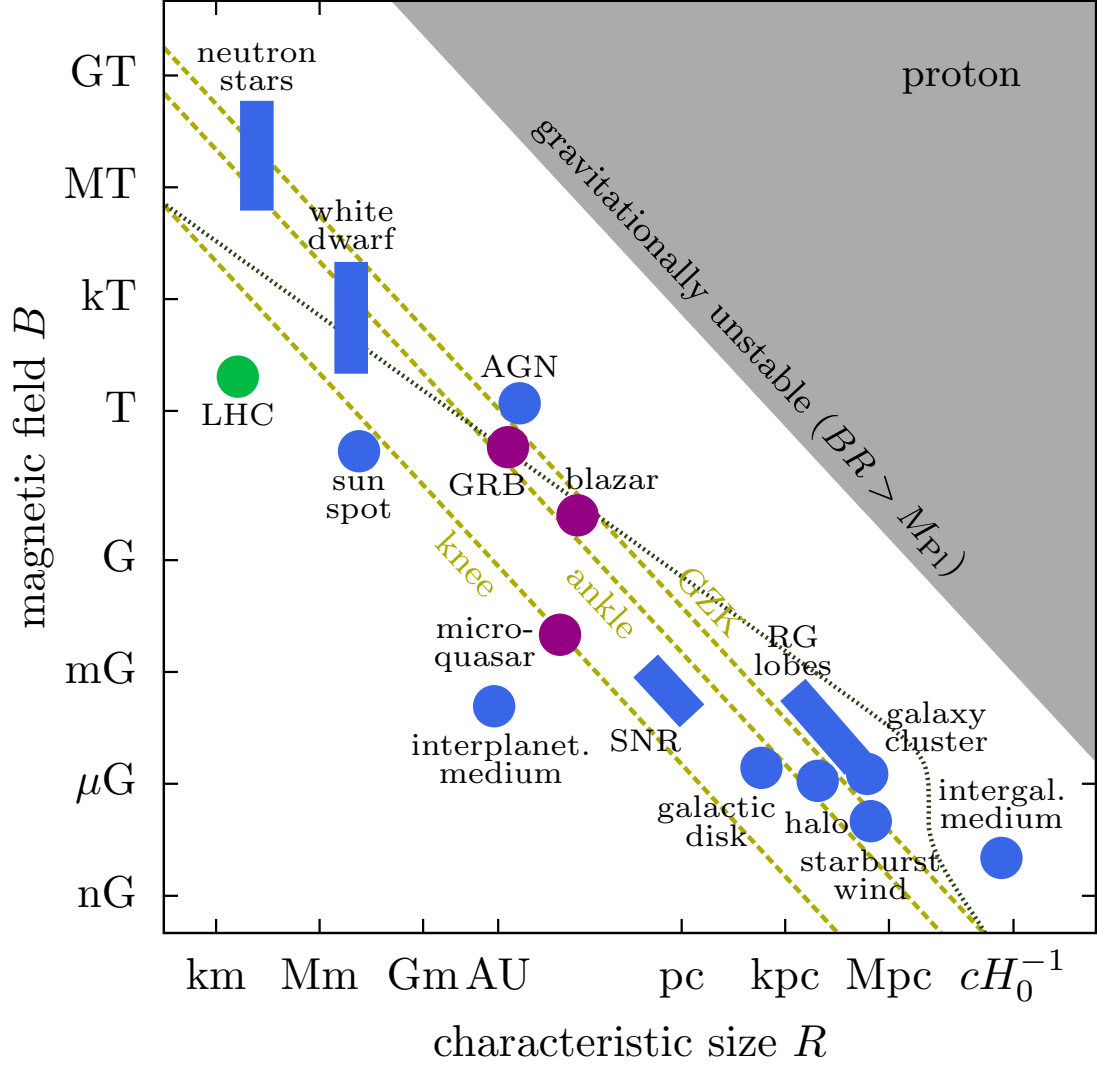 GT
MT
kT
T
G
mG
μG
nG
magnetic field B
neutron
stars
white
dwarf
LHC
sun
spot
AGN
GRB
blazar
knee
ankle
GZK
micro-
quasar
interplanet.
medium
SNR
RG
lobes
galactic
disk
halo
galaxy
cluster
starburst
wind
intergal.
medium
proton
gravitationally unstable (BR > M_Pl)
km
Mm
Gm
AU
pc
kpc
Mpc
cH₀⁻¹
characteristic size R